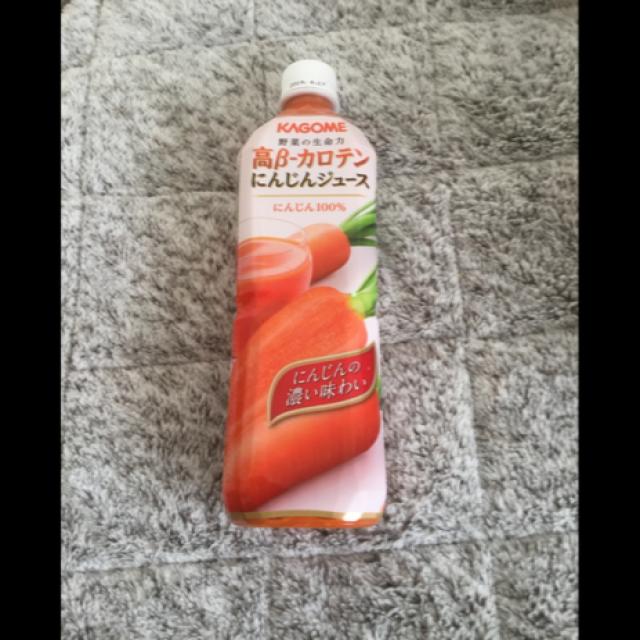 KAGOME
野菜の生命力
高β-カロテン
にんじんジュース
にんじん100%
にんじんの
濃い味わい